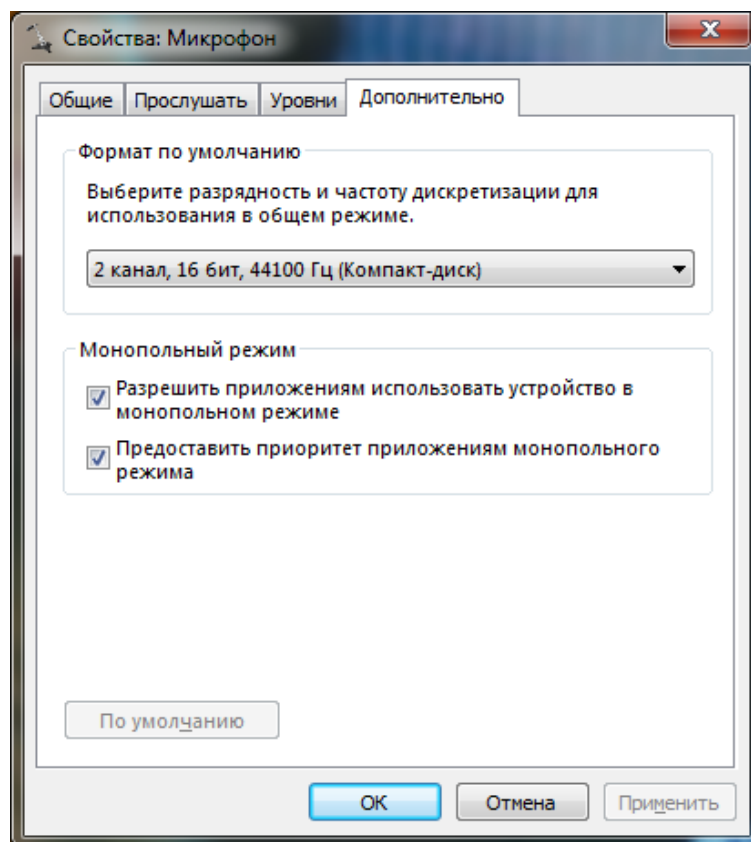 Свойства: Микрофон
Общие
Прослушать
Уровни
Дополнительно
Формат по умолчанию
Выберите разрядность и частоту дискретизации для
использования в общем режиме.
2 канал, 16 бит, 44100 Гц (Компакт-диск)
Монопольный режим
Разрешить приложениям использовать устройство в
монопольном режиме
Предоставить приоритет приложениям монопольного
режима
По умолчанию
ОК
Отмена
Применить